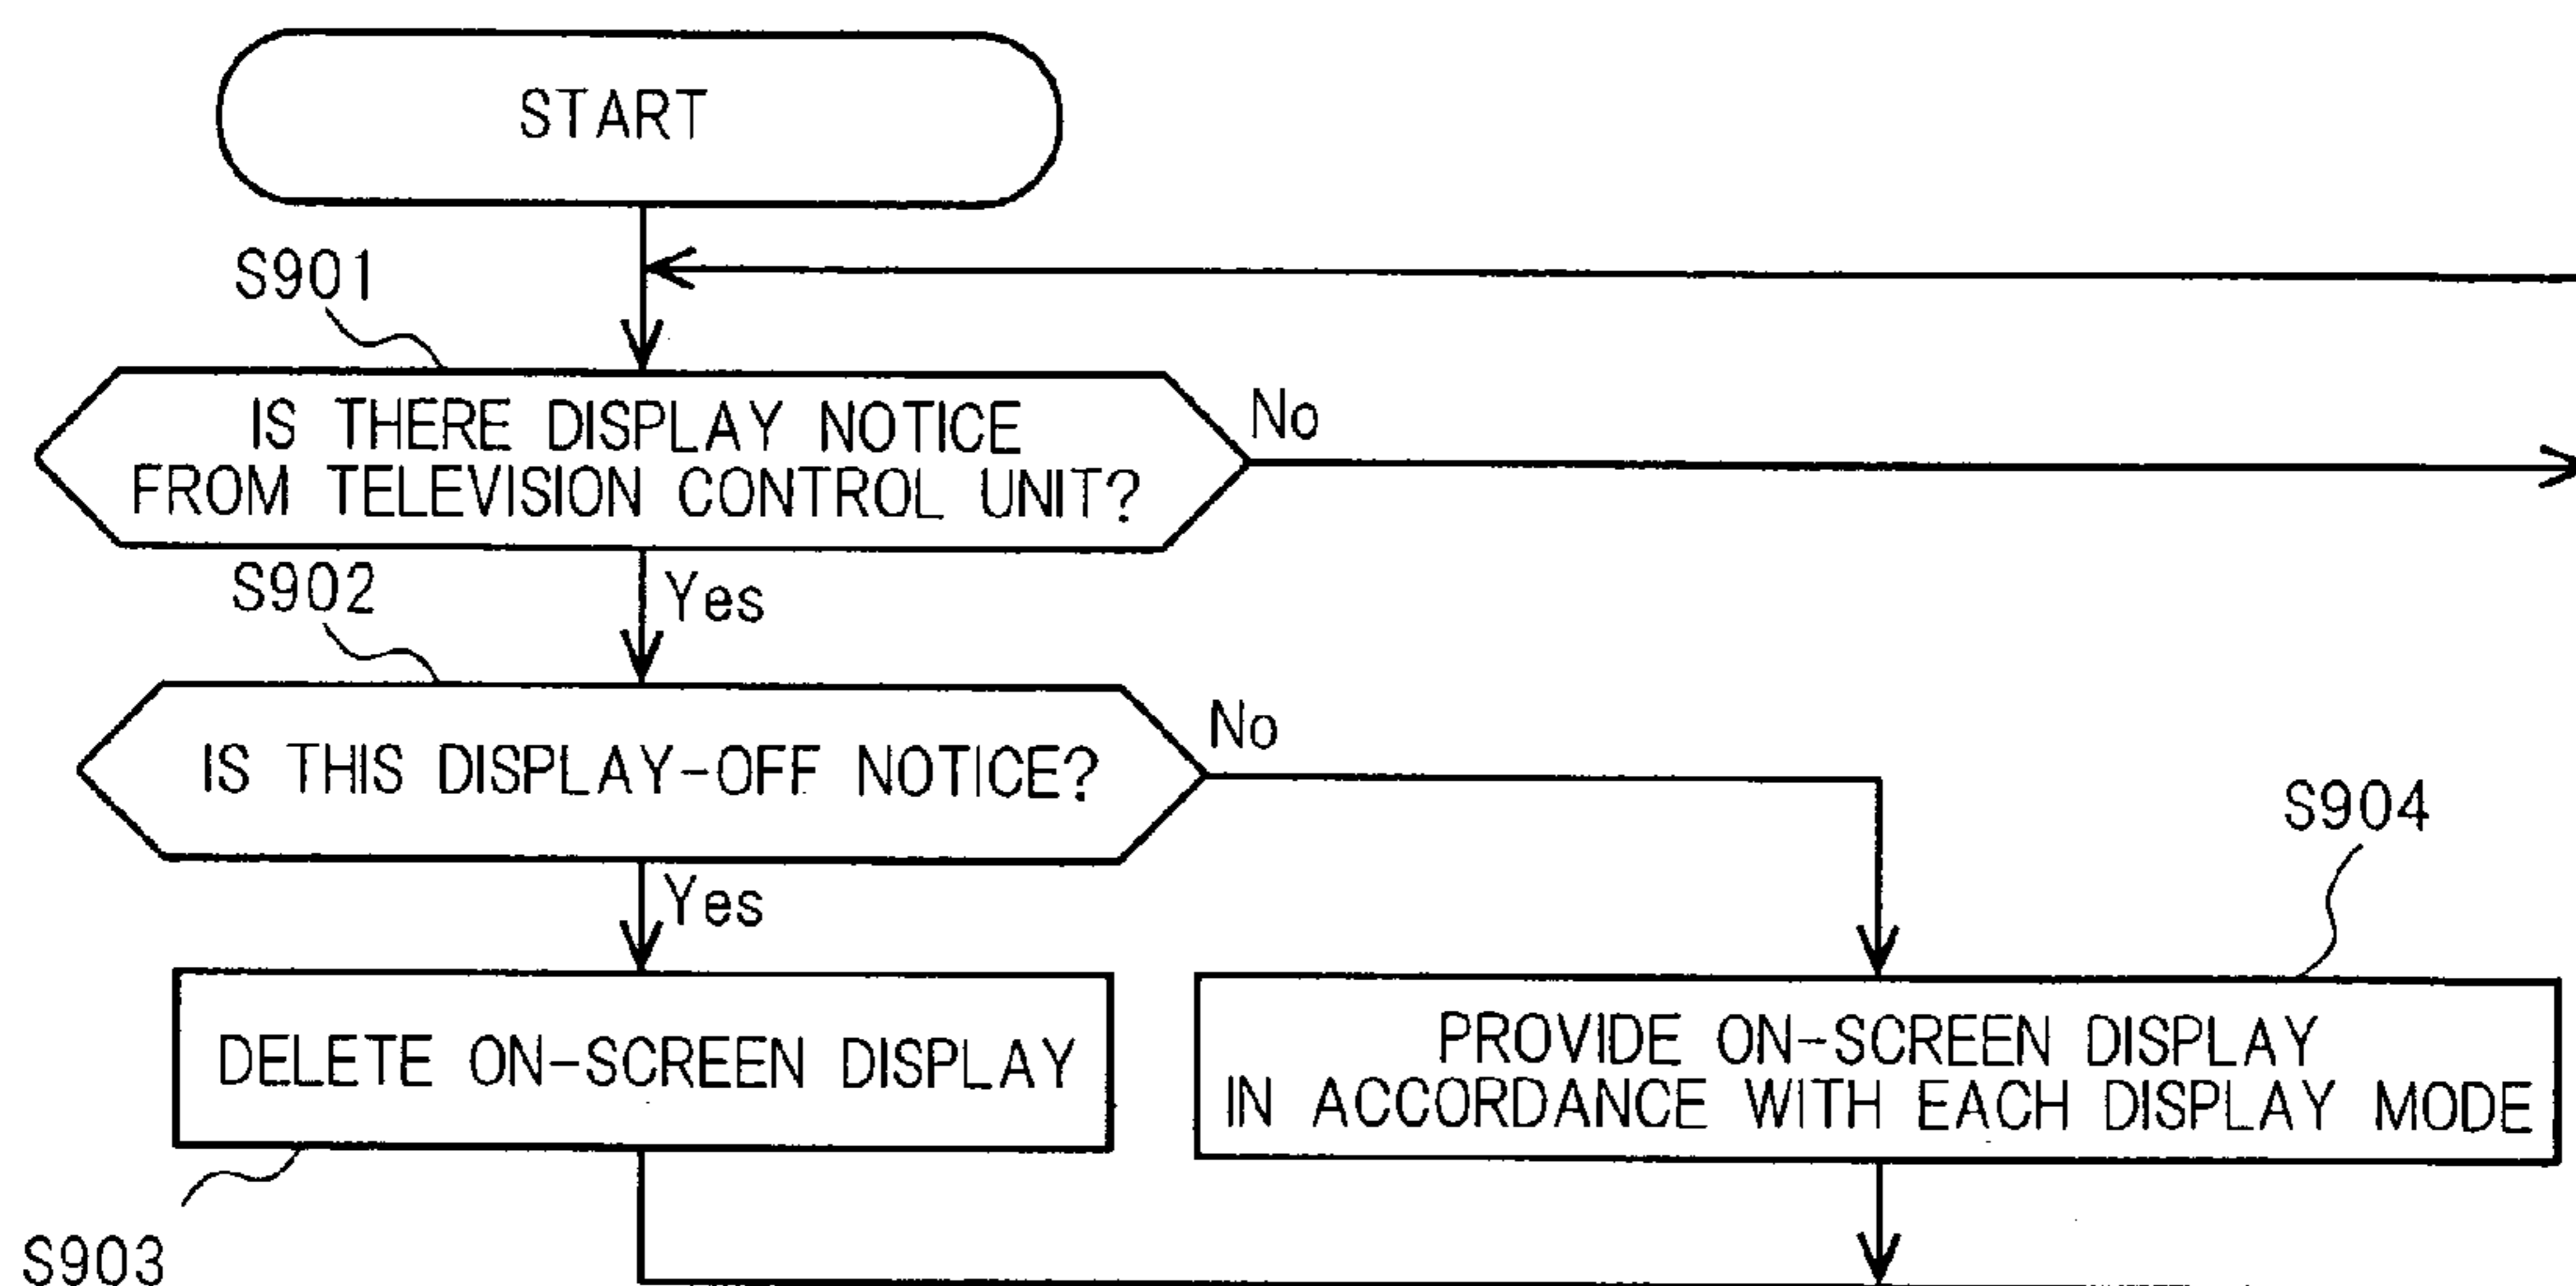 START
S901
IS THERE DISPLAY NOTICE
FROM TELEVISION CONTROL UNIT?
No
Yes
S902
IS THIS DISPLAY-OFF NOTICE?
No
Yes
S904
DELETE ON-SCREEN DISPLAY
PROVIDE ON-SCREEN DISPLAY
IN ACCORDANCE WITH EACH DISPLAY MODE
S903